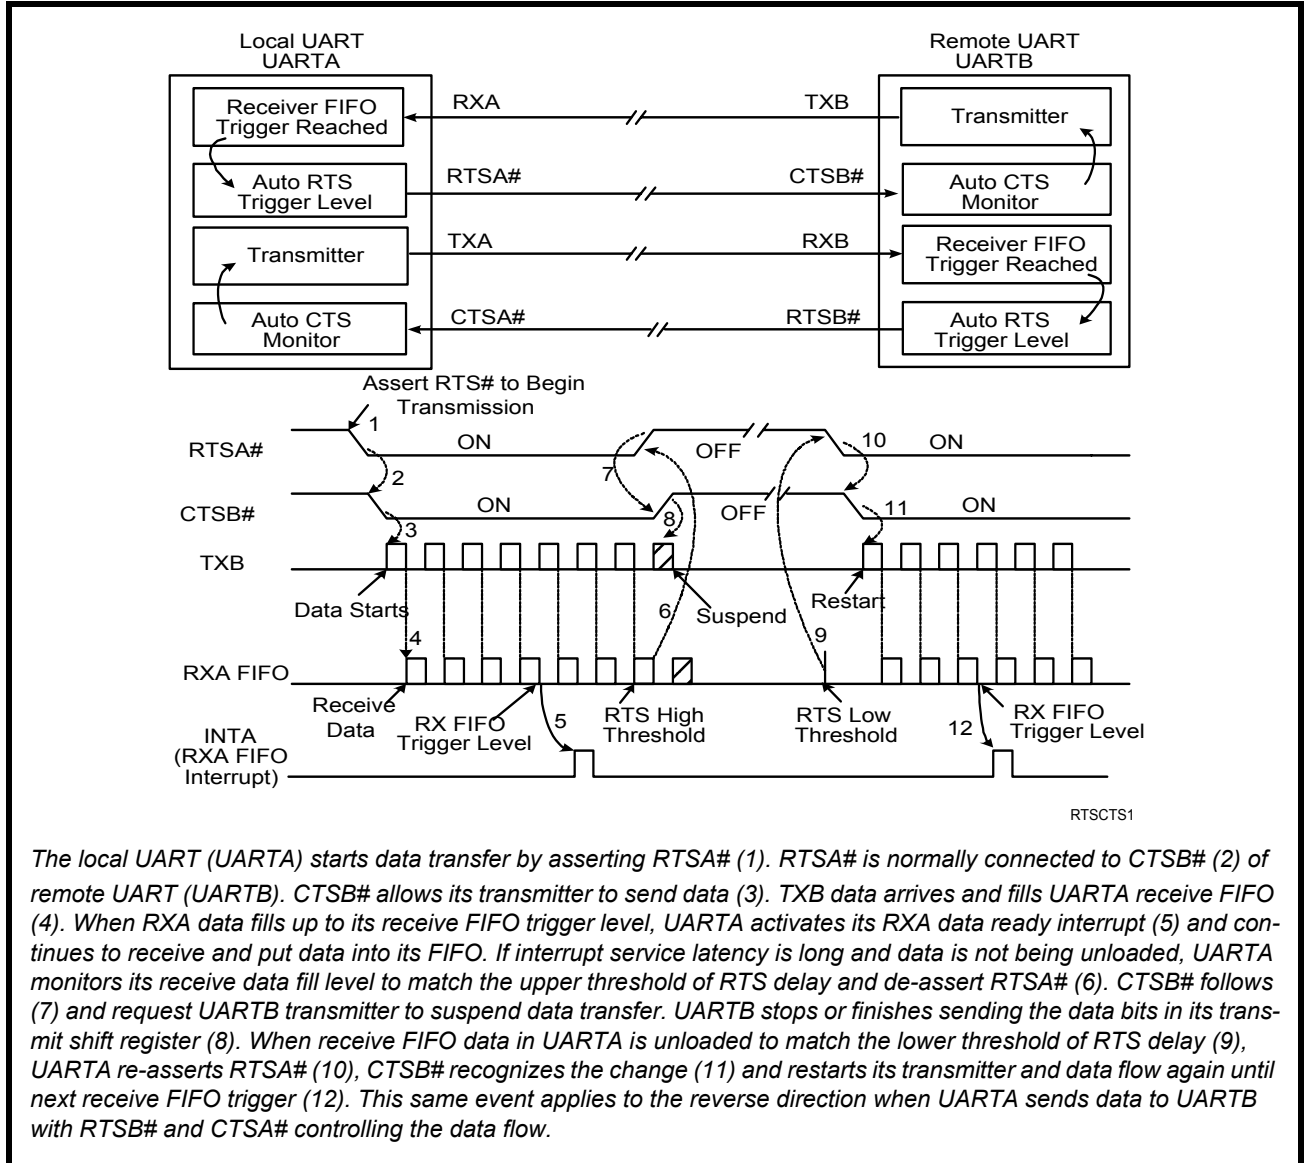 Local UART
UARTA
Remote UART
UARTB
Receiver FIFO
Trigger Reached
RXA
TXB
Transmitter
Auto RTS
Trigger Level
RTSA#
CTSB#
Auto CTS
Monitor
Transmitter
TXA
RXB
Receiver FIFO
Trigger Reached
Auto CTS
Monitor
CTSA#
RTSB#
Auto RTS
Trigger Level
Assert RTS# to Begin
Transmission
1
RTSA#
ON
OFF
10
ON
2
7
CTSB#
ON
OFF
11
ON
3
8
TXB
Data Starts
6
Suspend
Restart
4
9
RXA FIFO
Receive
Data
RX FIFO
Trigger Level
5
RTS High
Threshold
RTS Low
Threshold
12
RX FIFO
Trigger Level
INTA
(RXA FIFO
Interrupt)
RTSCTS1
The local UART (UARTA) starts data transfer by asserting RTSA# (1). RTSA# is normally connected to CTSB# (2) of
remote UART (UARTB). CTSB# allows its transmitter to send data (3). TXB data arrives and fills UARTA receive FIFO
(4). When RXA data fills up to its receive FIFO trigger level, UARTA activates its RXA data ready interrupt (5) and con-
tinues to receive and put data into its FIFO. If interrupt service latency is long and data is not being unloaded, UARTA
monitors its receive data fill level to match the upper threshold of RTS delay and de-assert RTSA# (6). CTSB# follows
(7) and request UARTB transmitter to suspend data transfer. UARTB stops or finishes sending the data bits in its trans-
mit shift register (8). When receive FIFO data in UARTA is unloaded to match the lower threshold of RTS delay (9),
UARTA re-asserts RTSA# (10), CTSB# recognizes the change (11) and restarts its transmitter and data flow again until
next receive FIFO trigger (12). This same event applies to the reverse direction when UARTA sends data to UARTB
with RTSB# and CTSA# controlling the data flow.